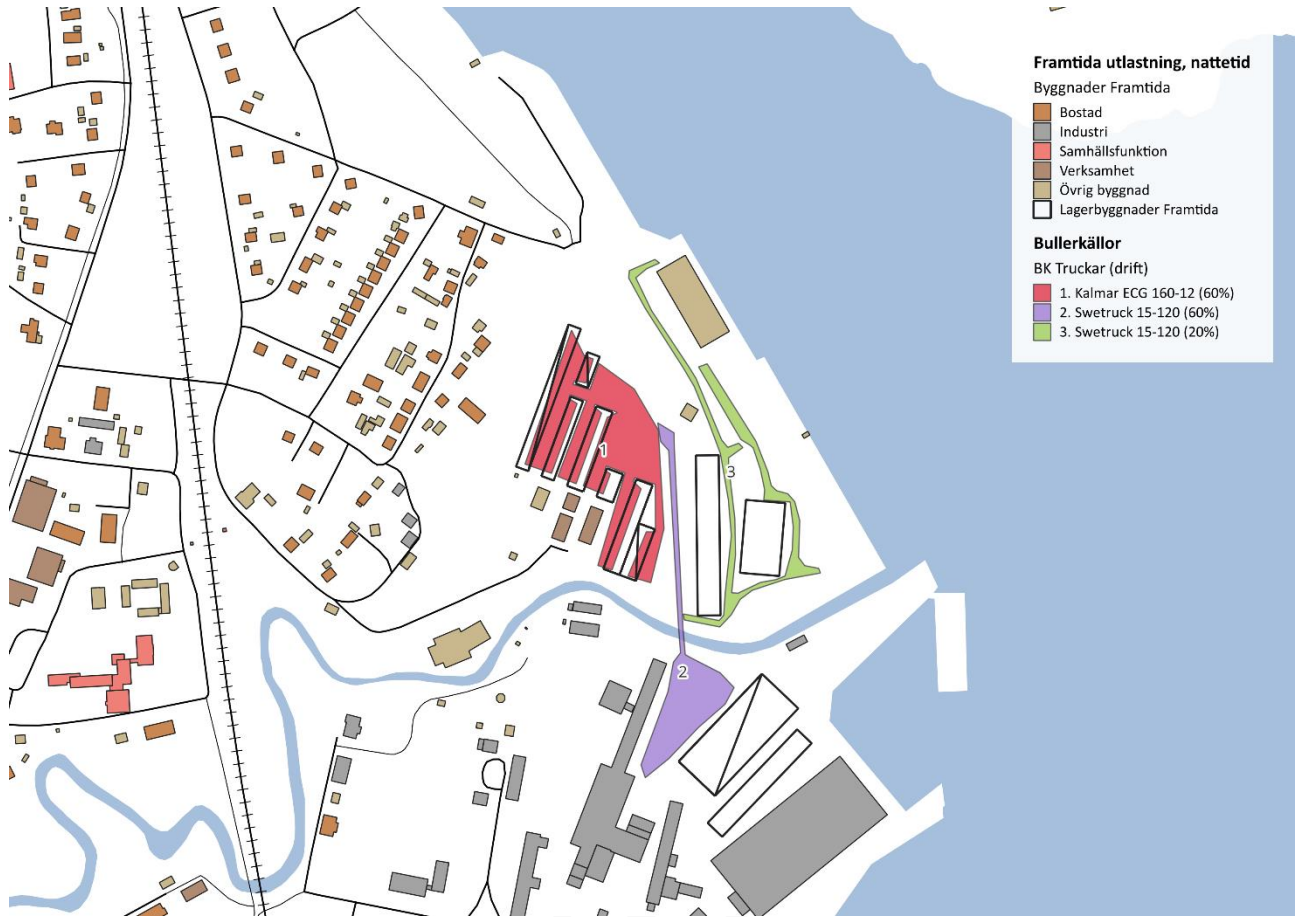 Framtida utlastning, nattetid
Byggnader Framtida
Bostad
Industri
Samhällsfunktion
Verksamhet
Övrig byggnad
Lagerbyggnader Framtida
Bullerkällor
BK Truckar (drift)
1. Kalmar ECG 160-12 (60%)
2. Swetruck 15-120 (60%)
3. Swetruck 15-120 (20%)
1
3
2